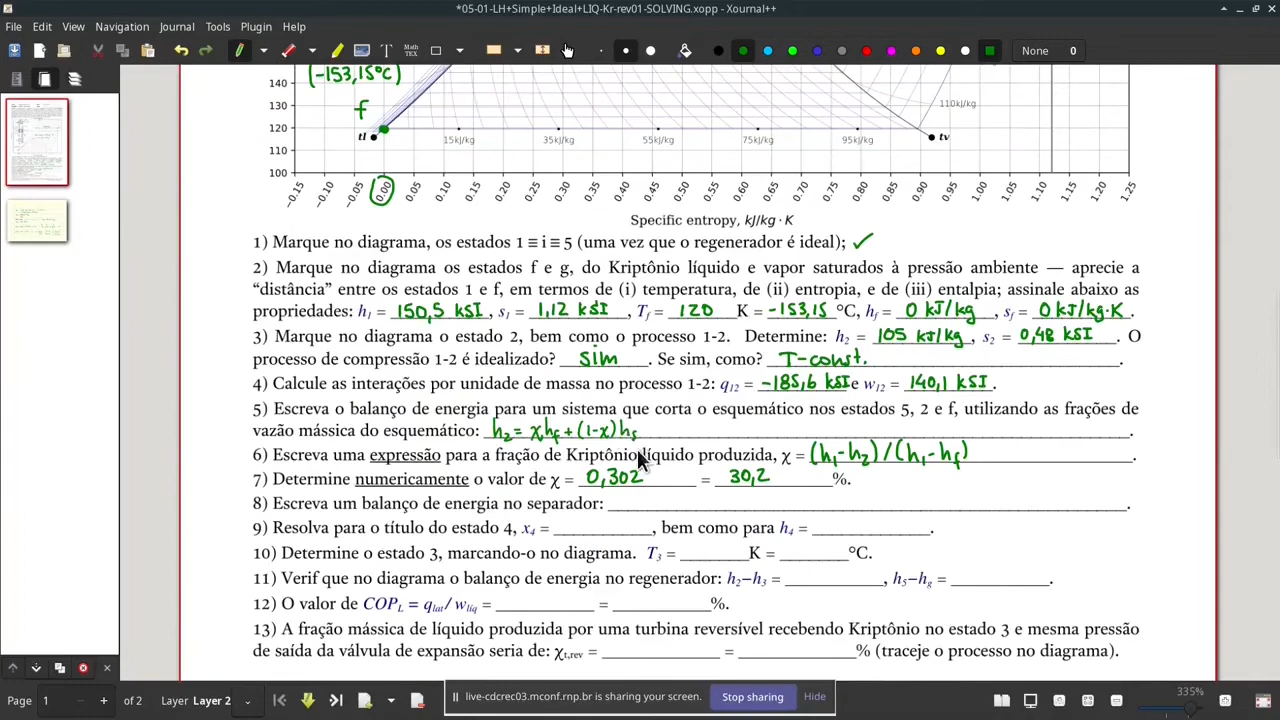 *05-01-LH+Simple+Ideal+LIQ-Kr-rev01-SOLVING.xopp - Xournal++
File Edit View Navigation Journal Tools Plugin Help
T MATH TEX None 0
(-153,15°C)
140
130
120
110
100
f
tl
tv
110kJ/kg
15kJ/kg 35kJ/kg 55kJ/kg 75kJ/kg 95kJ/kg
−0.15 −0.10 −0.05 0.00 0.05 0.10 0.15 0.20 0.25 0.30 0.35 0.40 0.45 0.50 0.55 0.60 0.65 0.70 0.75 0.80 0.85 0.90 0.95 1.00 1.05 1.10 1.15 1.20 1.25
Specific entropy, kJ/kg · K
1) Marque no diagrama, os estados 1 ≡ i ≡ 5 (uma vez que o regenerador é ideal); ✓
2) Marque no diagrama os estados f e g, do Kriptônio líquido e vapor saturados à pressão ambiente — aprecie a
“distância” entre os estados 1 e f, em termos de (i) temperatura, de (ii) entropia, e de (iii) entalpia; assinale abaixo as
propriedades: h1 = 150,5 kSI, s1 = 1,12 kSI, Tf = 120 K = -153,15 °C, hf = 0 kJ/kg, sf = 0 kJ/kg·K.
3) Marque no diagrama o estado 2, bem como o processo 1-2. Determine: h2 = 105 kJ/kg, s2 = 0,48 kSI. O
processo de compressão 1-2 é idealizado? Sim. Se sim, como? T-const.
4) Calcule as interações por unidade de massa no processo 1-2: q12 = -185,6 kSI e w12 = 140,1 kSI.
5) Escreva o balanço de energia para um sistema que corta o esquemático nos estados 5, 2 e f, utilizando as frações de
vazão mássica do esquemático: h2 = χhf + (1-χ)h5
6) Escreva uma expressão para a fração de Kriptônio líquido produzida, χ = (h1-h2)/(h1-hf).
7) Determine numericamente o valor de χ = 0,302 = 30,2 %.
8) Escreva um balanço de energia no separador: ________.
9) Resolva para o título do estado 4, x4 = ________, bem como para h4 = ________.
10) Determine o estado 3, marcando-o no diagrama. T3 = ________K = ________°C.
11) Verif que no diagrama o balanço de energia no regenerador: h2−h3 = ________, h5−hg = ________.
12) O valor de COPL = qlat/wlíq = ________ = ________%.
13) A fração mássica de líquido produzida por uma turbina reversível recebendo Kriptônio no estado 3 e mesma pressão
de saída da válvula de expansão seria de: χt,rev = ________ = ________% (traceje o processo no diagrama).
live-cdcrec03.mconf.rnp.br is sharing your screen. Stop sharing Hide
Page 1 of 2 Layer Layer 2 335%